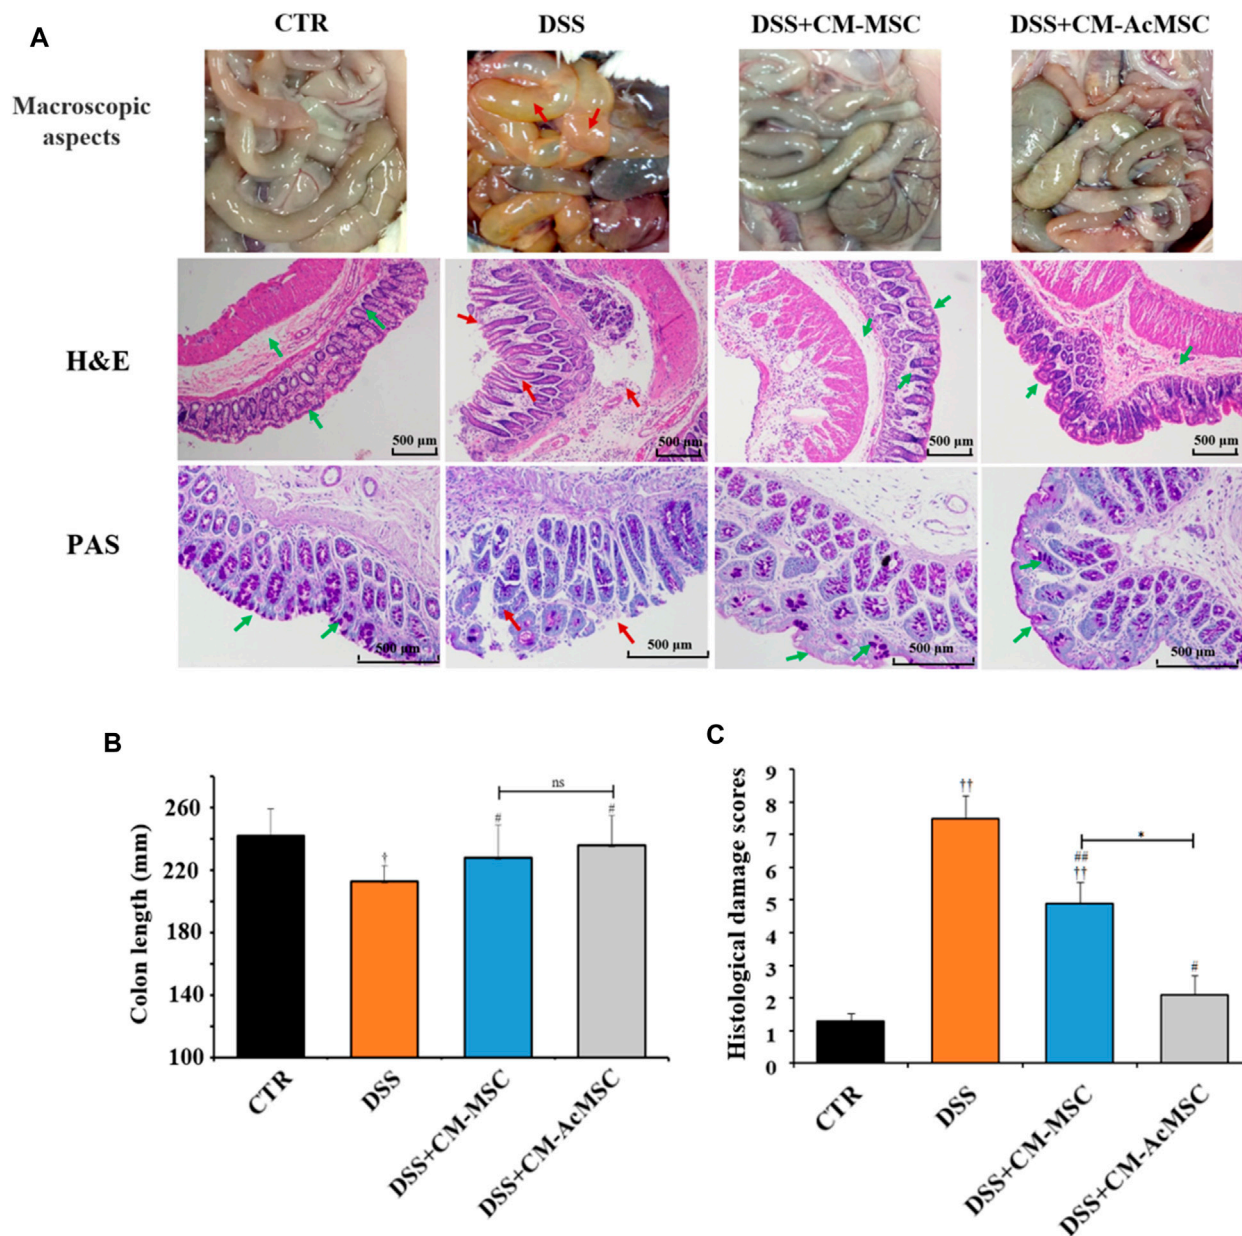 A
CTR
DSS
DSS+CM-MSC
DSS+CM-AcMSC
Macroscopic
aspects
H&E
500 µm
500 µm
500 µm
500 µm
PAS
500 µm
500 µm
500 µm
500 µm
B
Colon length (mm)
260
220
180
140
100
†
#
ns
#
CTR
DSS
DSS+CM-MSC
DSS+CM-AcMSC
C
Histological damage scores
9
8
7
6
5
4
3
2
1
0
††
##
††
*
#
CTR
DSS
DSS+CM-MSC
DSS+CM-AcMSC